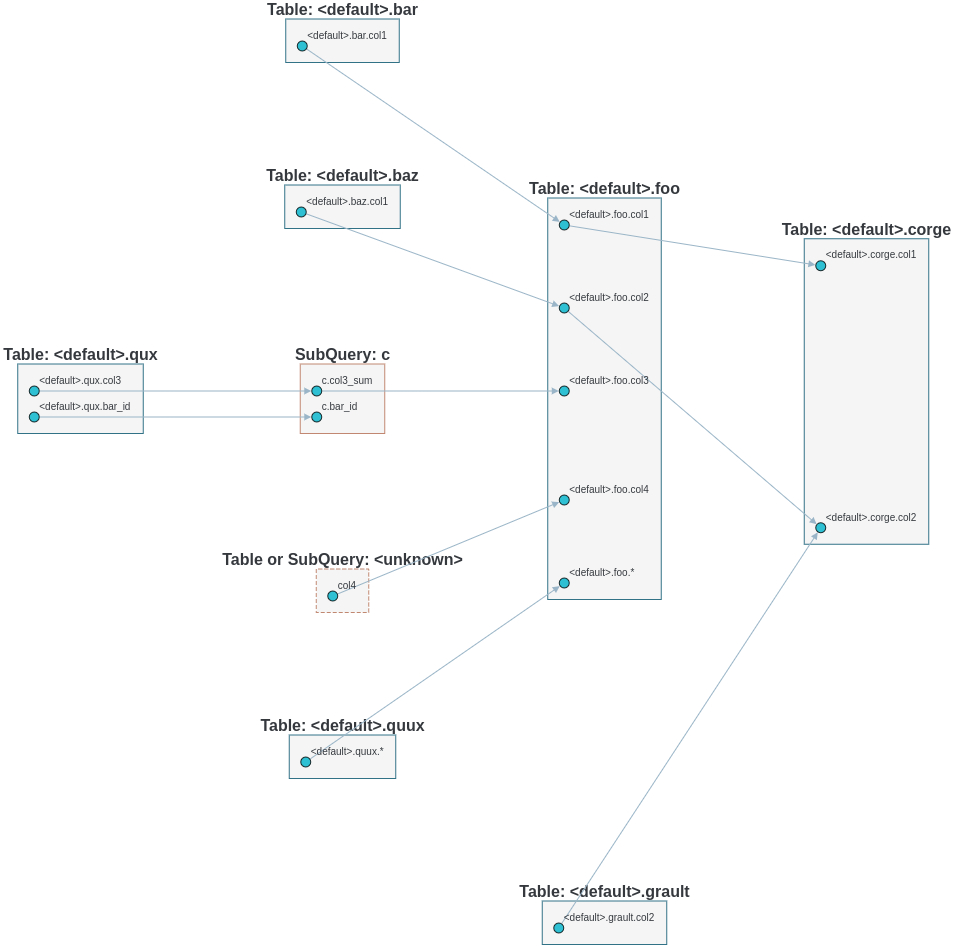 Table: <default>.bar
<default>.bar.col1
Table: <default>.baz
<default>.baz.col1
Table: <default>.foo
<default>.foo.col1
<default>.foo.col2
<default>.foo.col3
<default>.foo.col4
<default>.foo.*
Table: <default>.corge
<default>.corge.col1
<default>.corge.col2
Table: <default>.qux
<default>.qux.col3
<default>.qux.bar_id
SubQuery: c
c.col3_sum
c.bar_id
Table or SubQuery: <unknown>
col4
Table: <default>.quux
<default>.quux.*
Table: <default>.grault
<default>.grault.col2